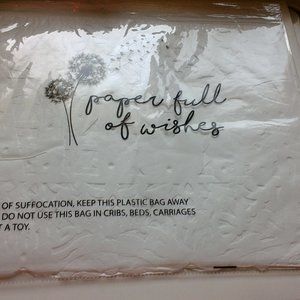 paper full
of wishes
OF SUFFOCATION, KEEP THIS PLASTIC BAG AWAY
DO NOT USE THIS BAG IN CRIBS, BEDS, CARRIAGES
A TOY.